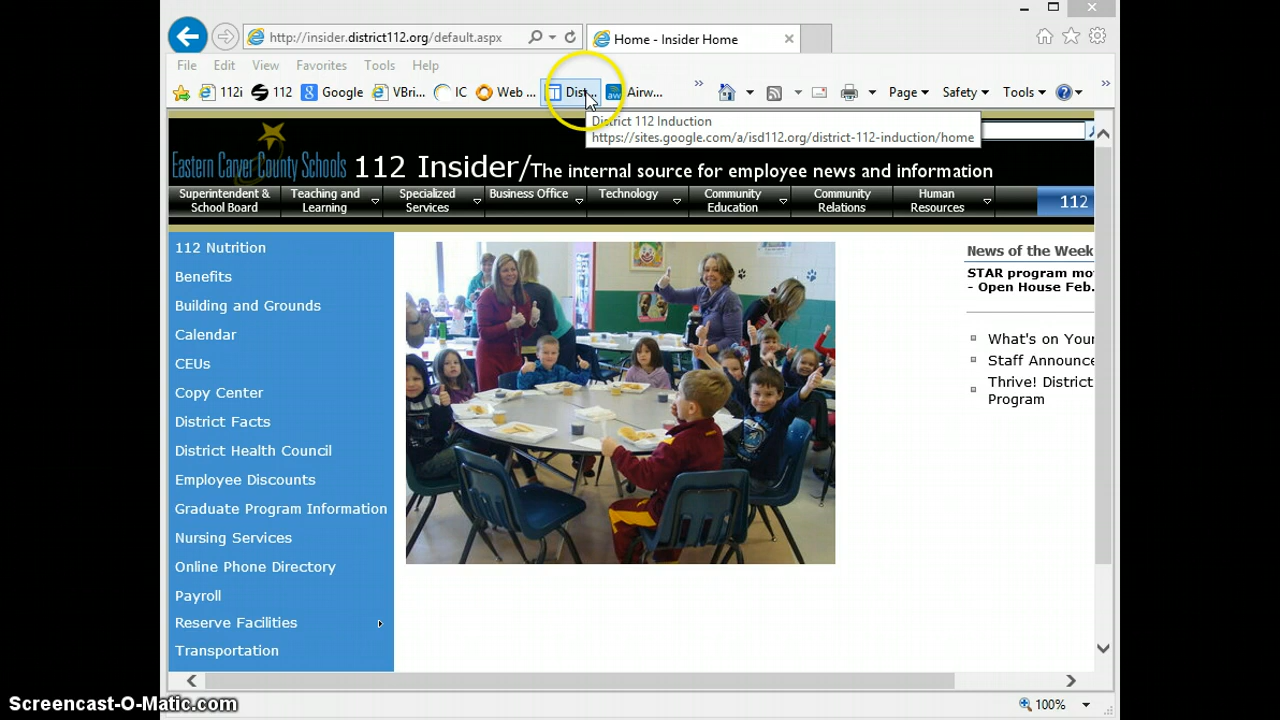 http://insider.district112.org/default.aspx
Home - Insider Home
File Edit View Favorites Tools Help
112i 112 Google VBri... IC Web ... Dist... Airw... » Page Safety Tools »
District 112 Induction
https://sites.google.com/a/isd112.org/district-112-induction/home
Eastern Carver County Schools 112 Insider/The internal source for employee news and information
Superintendent & School Board
Teaching and Learning
Specialized Services
Business Office
Technology
Community Education
Community Relations
Human Resources
112
112 Nutrition
Benefits
Building and Grounds
Calendar
CEUs
Copy Center
District Facts
District Health Council
Employee Discounts
Graduate Program Information
Nursing Services
Online Phone Directory
Payroll
Reserve Facilities
Transportation
News of the Week
STAR program mo
- Open House Feb.
What's on Your
Staff Announce
Thrive! District
Program
Screencast-O-Matic.com
100%